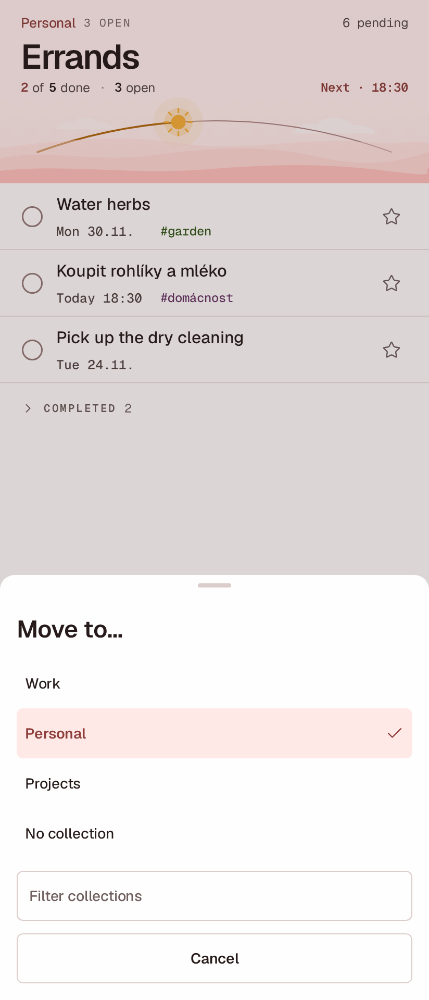 Personal 3 OPEN
6 pending
Errands
2 of 5 done · 3 open
Next · 18:30
Water herbs
Mon 30.11. #garden
Koupit rohlíky a mléko
Today 18:30 #domácnost
Pick up the dry cleaning
Tue 24.11.
COMPLETED 2
Move to…
Work
Personal
Projects
No collection
Filter collections
Cancel